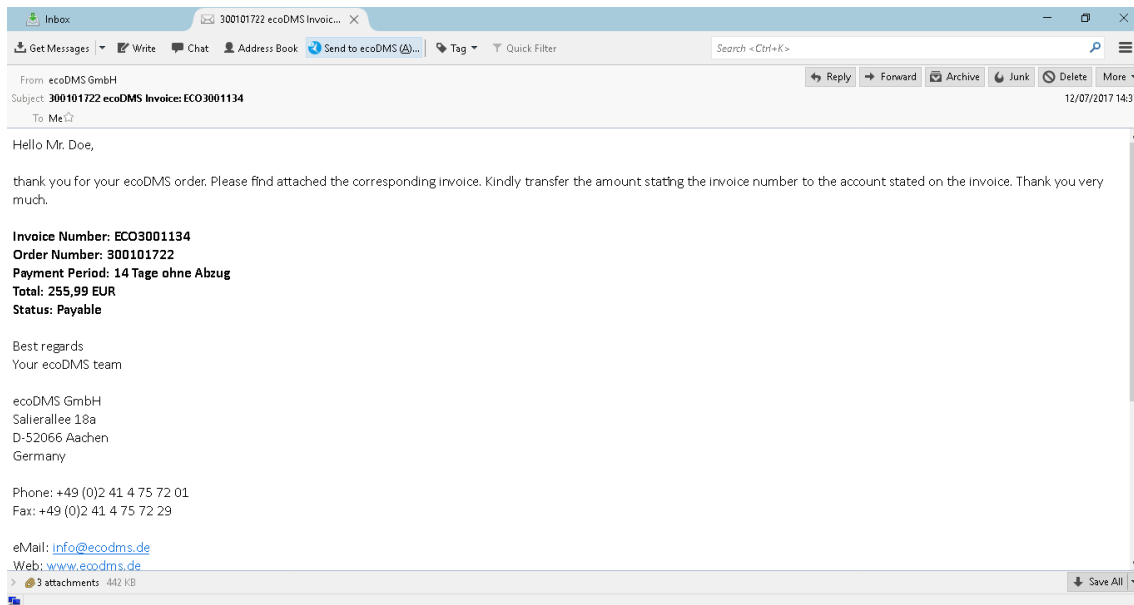 Inbox
300101722 ecoDMS Invoic...
Get Messages Write Chat Address Book Send to ecoDMS (A)... Tag Quick Filter Search <Ctrl+K>
From ecoDMS GmbH Reply Forward Archive Junk Delete More
Subject 300101722 ecoDMS Invoice: ECO3001134 12/07/2017 14:3
To Me
Hello Mr. Doe,
thank you for your ecoDMS order. Please find attached the corresponding invoice. Kindly transfer the amount stating the invoice number to the account stated on the invoice. Thank you very
much.
Invoice Number: ECO3001134
Order Number: 300101722
Payment Period: 14 Tage ohne Abzug
Total: 255,99 EUR
Status: Payable
Best regards
Your ecoDMS team
ecoDMS GmbH
Salierallee 18a
D-52066 Aachen
Germany
Phone: +49 (0)2 41 4 75 72 01
Fax: +49 (0)2 41 4 75 72 29
eMail: info@ecodms.de
Web: www.ecodms.de
3 attachments 442 KB Save All